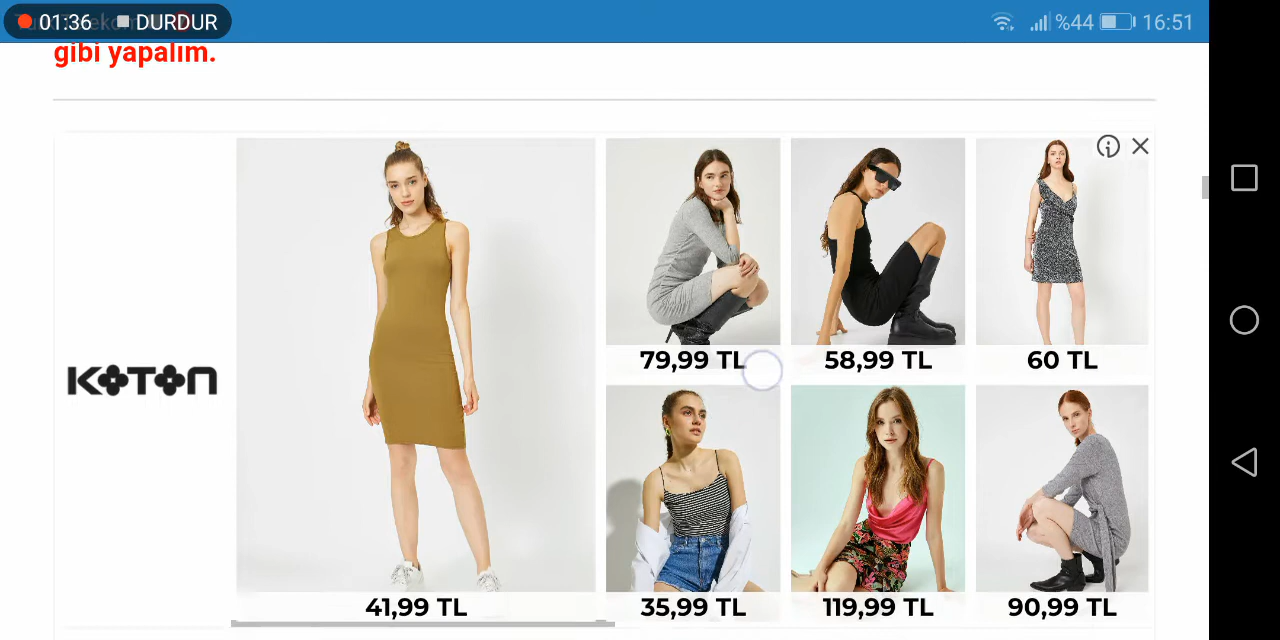 01:36 DURDUR
%44 16:51
gibi yapalım.
KOTON
79,99 TL
58,99 TL
60 TL
41,99 TL
35,99 TL
119,99 TL
90,99 TL